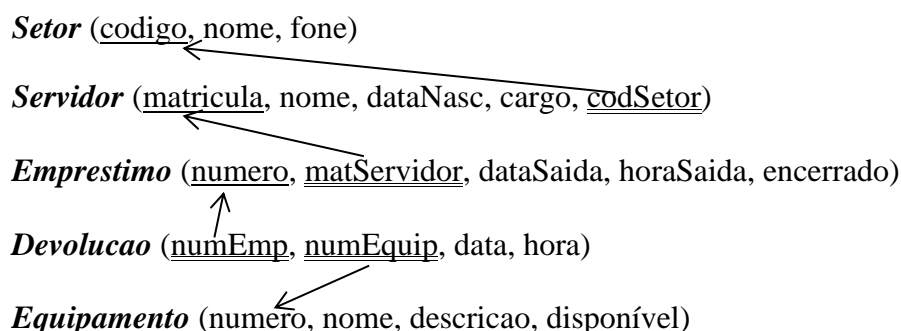 Setor (codigo, nome, fone)
Servidor (matricula, nome, dataNasc, cargo, codSetor)
Emprestimo (numero, matServidor, dataSaida, horaSaida, encerrado)
Devolucao (numEmp, numEquip, data, hora)
Equipamento (numero, nome, descricao, disponível)